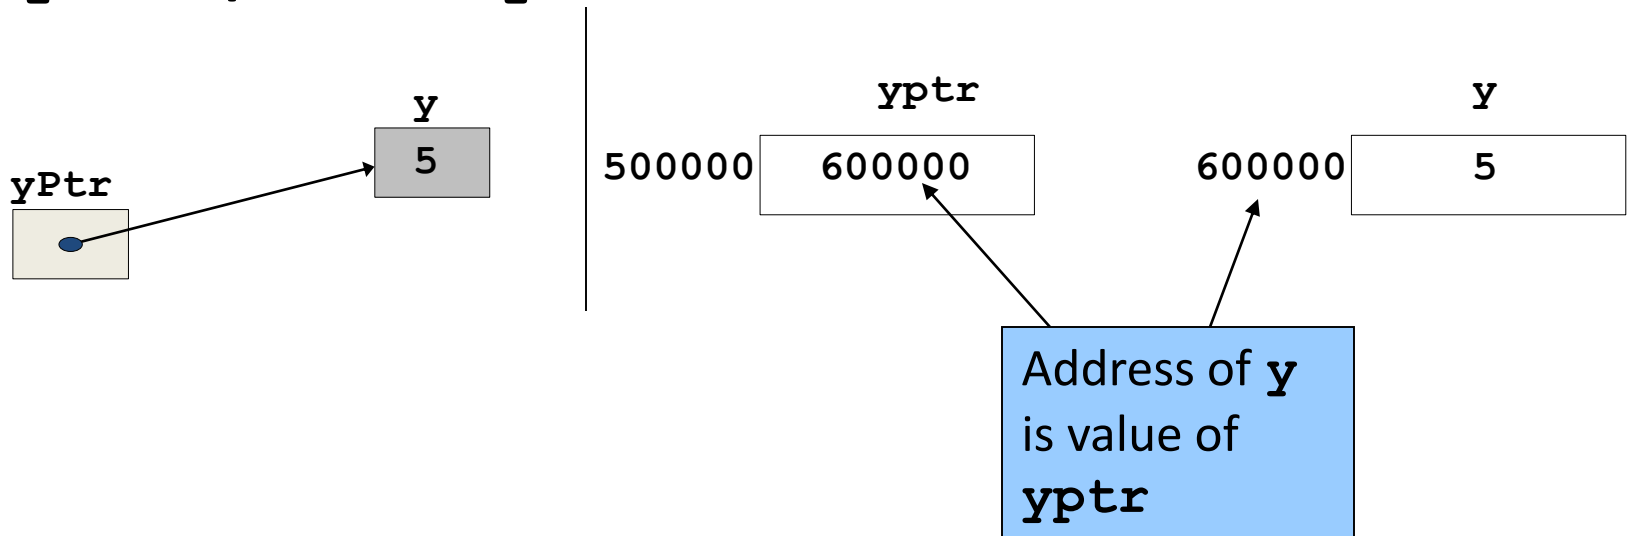 y
5
yPtr
yptr
y
500000 600000 600000 5
Address of y
is value of
yptr